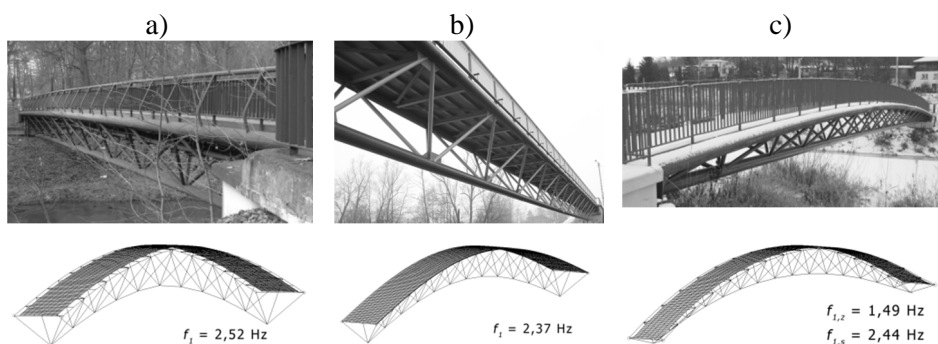 a)
b)
c)
f₁ = 2,52 Hz
f₁ = 2,37 Hz
f₁,z = 1,49 Hz
f₁,s = 2,44 Hz